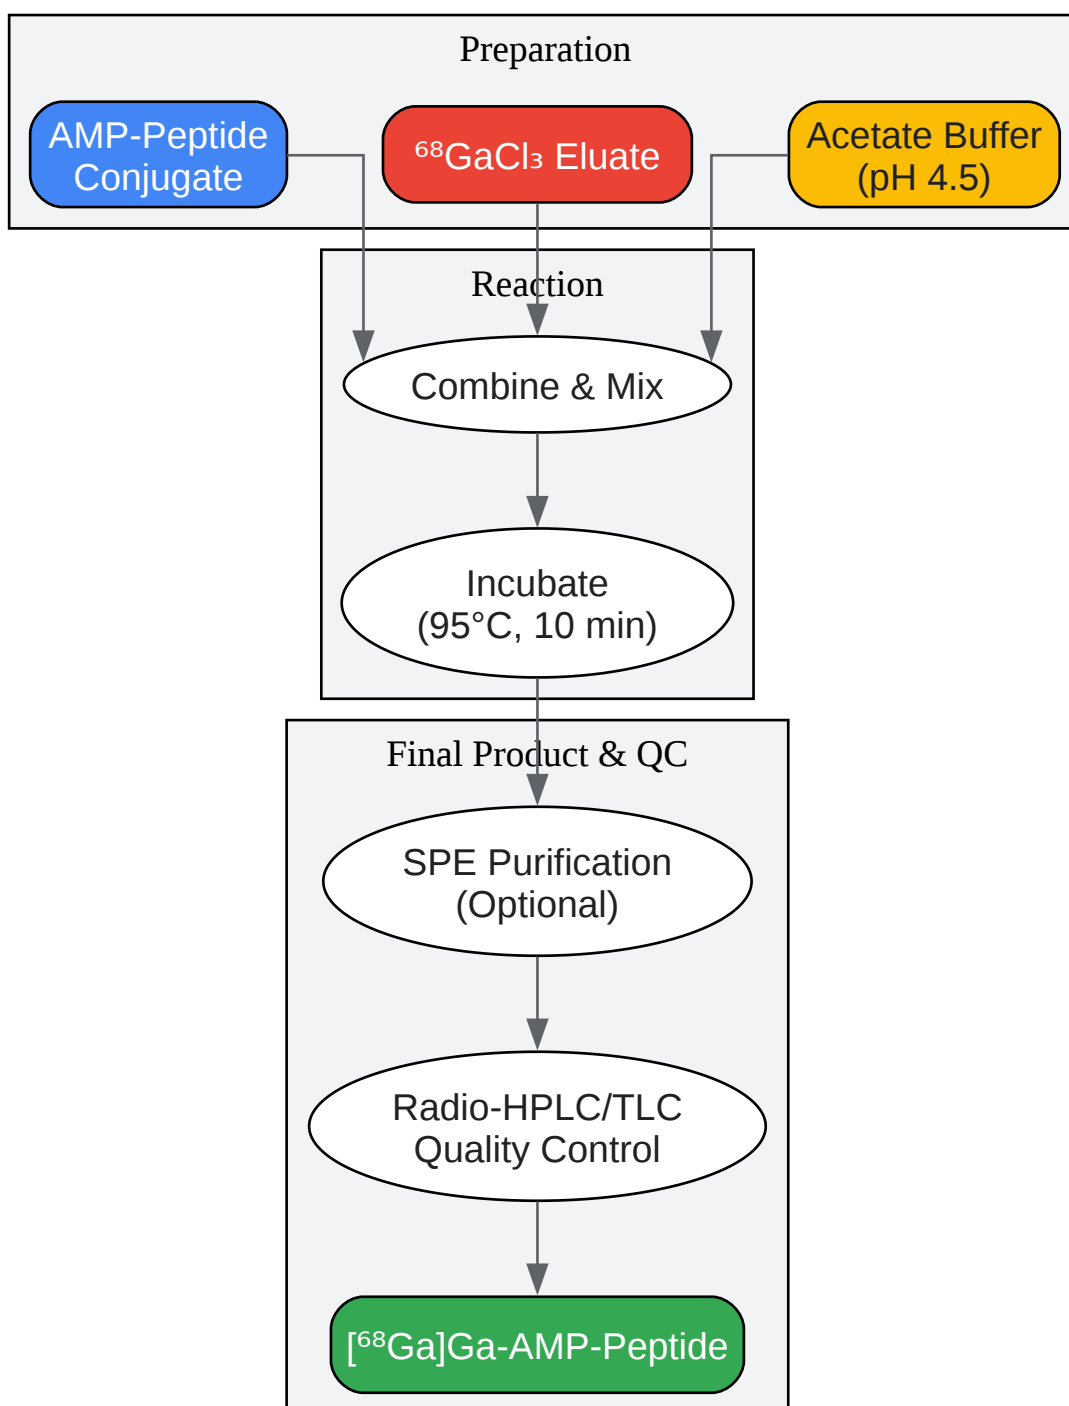 Preparation
AMP-Peptide
Conjugate
⁶⁸GaCl₃ Eluate
Acetate Buffer
(pH 4.5)
Reaction
Combine & Mix
Incubate
(95°C, 10 min)
Final Product & QC
SPE Purification
(Optional)
Radio-HPLC/TLC
Quality Control
[⁶⁸Ga]Ga-AMP-Peptide